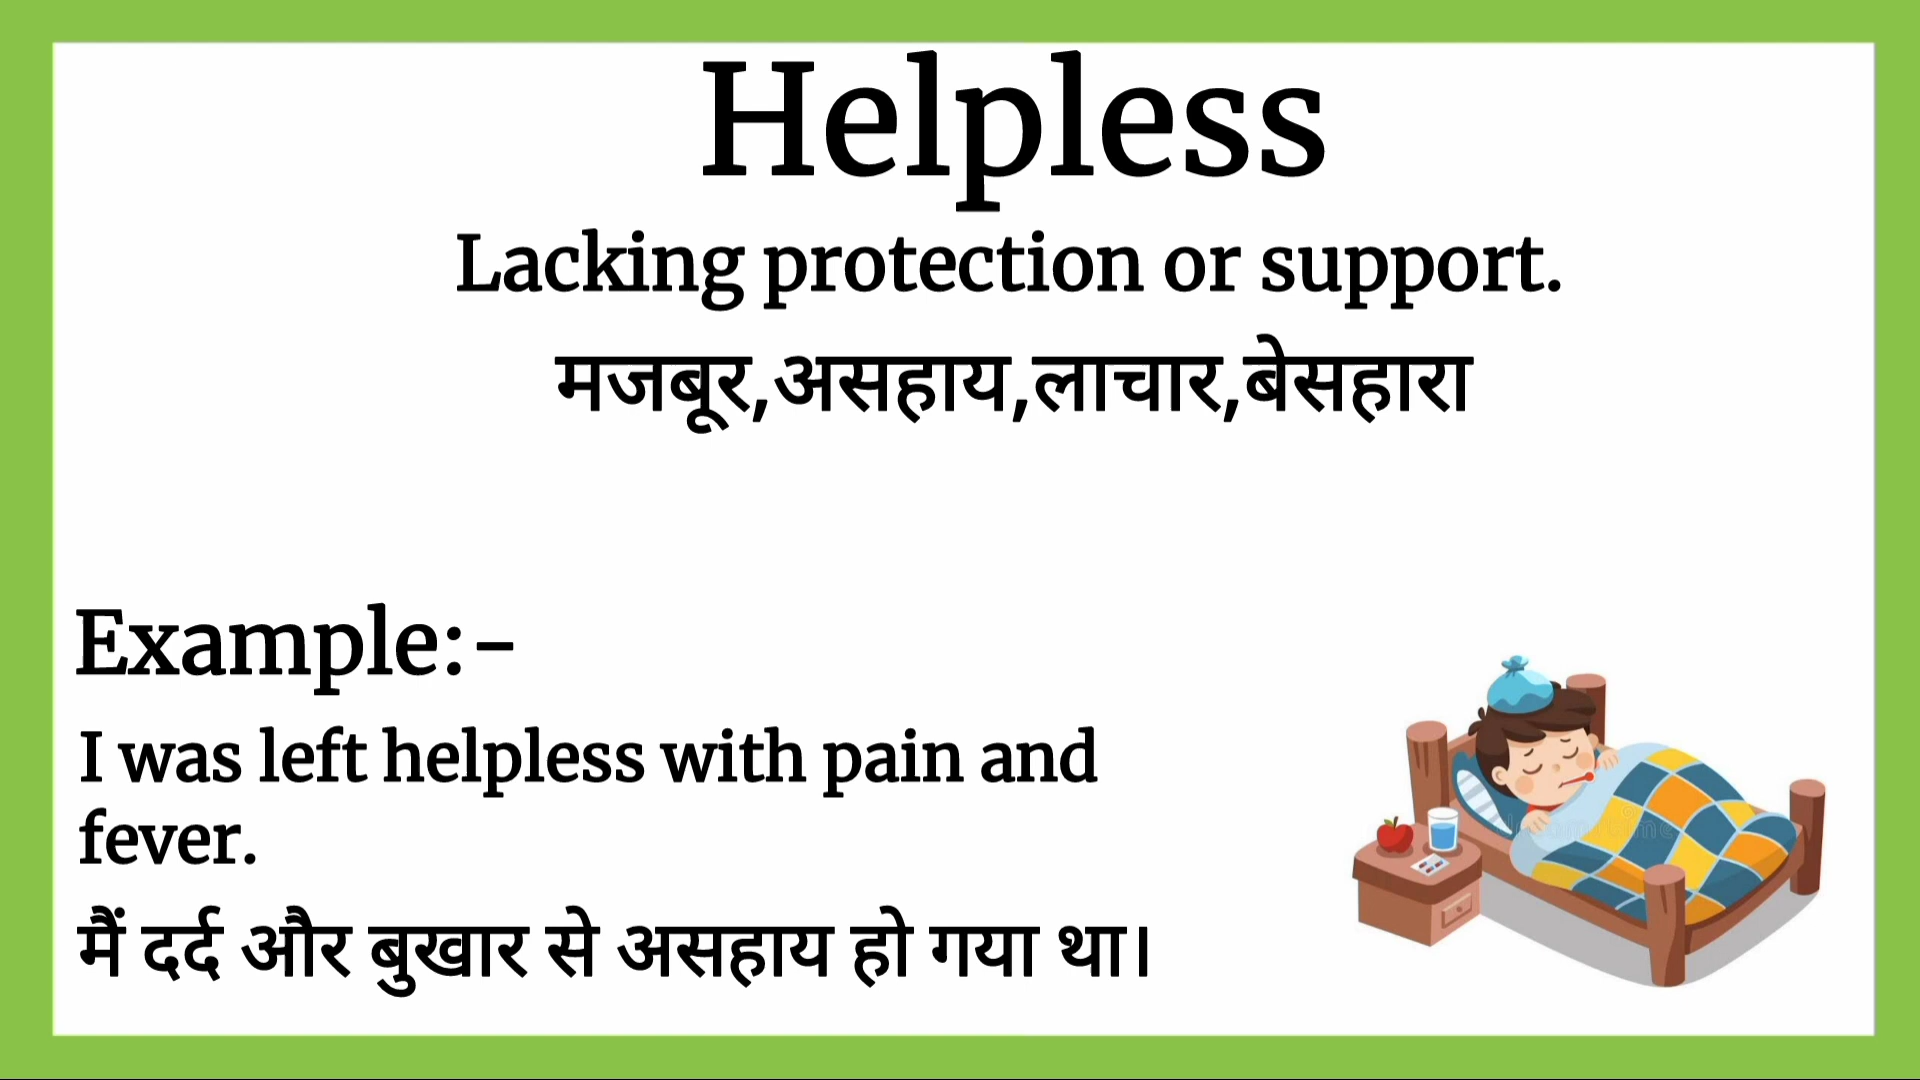 Helpless
Lacking protection or support.
मजबूर,असहाय,लाचार,बेसहारा
Example:-
I was left helpless with pain and
fever.
मैं दर्द और बुखार से असहाय हो गया था।